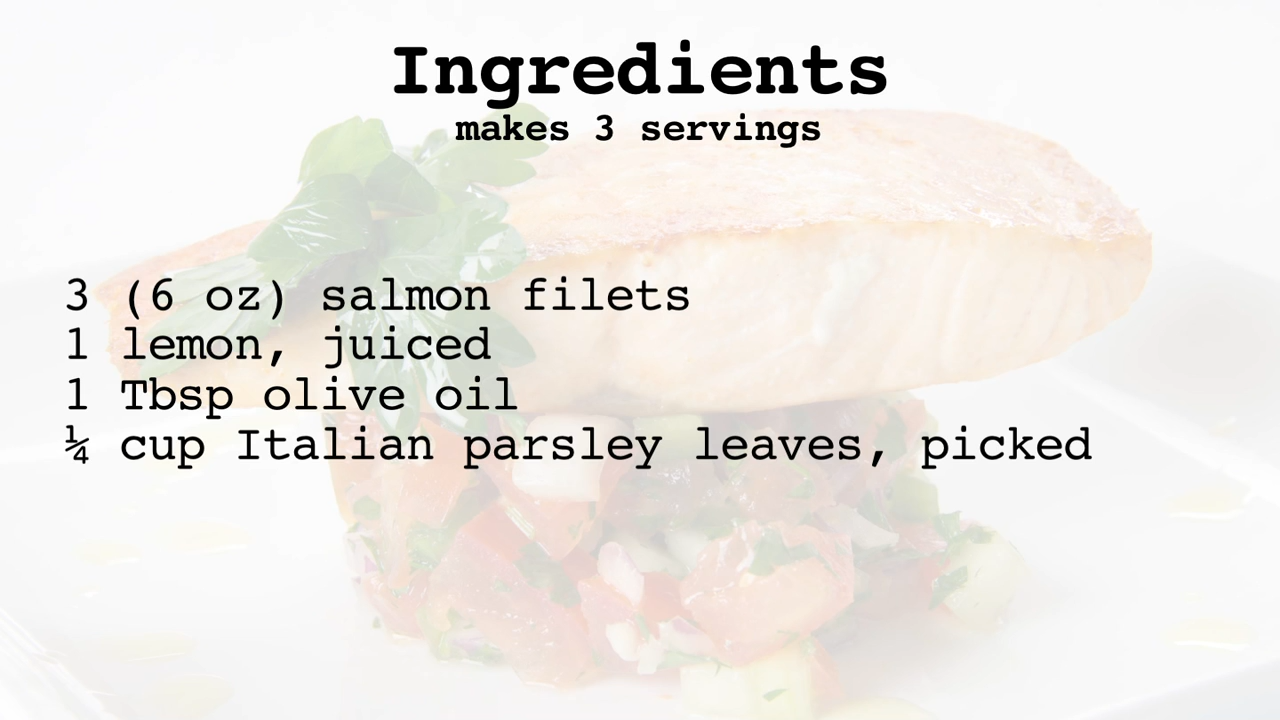 Ingredients
makes 3 servings
3 (6 oz) salmon filets
1 lemon, juiced
1 Tbsp olive oil
¼ cup Italian parsley leaves, picked